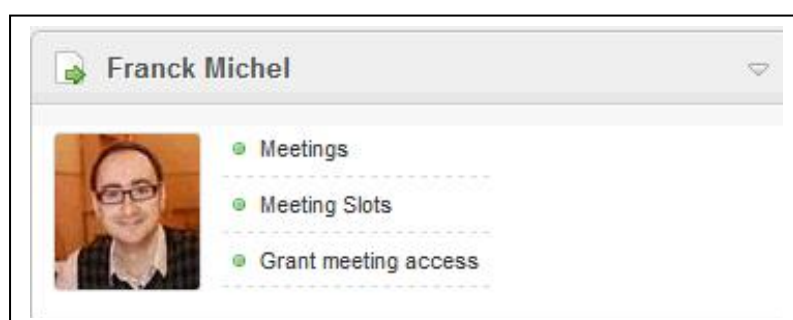 Franck Michel
Meetings
Meeting Slots
Grant meeting access